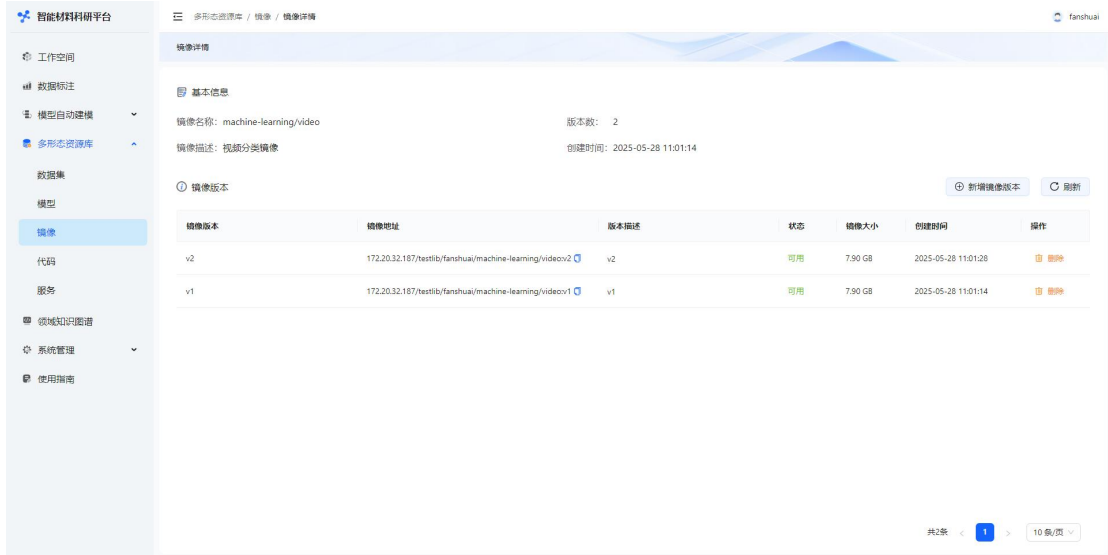 智能材料科研平台
多形态资源库 / 镜像 / 镜像详情
fanshuai
工作空间
数据标注
模型自动建模
多形态资源库
数据集
模型
镜像
代码
服务
领域知识图谱
系统管理
使用指南
镜像详情
基本信息
镜像名称： machine-learning/video 版本数： 2
镜像描述： 视频分类镜像 创建时间： 2025-05-28 11:01:14
镜像版本 新增镜像版本 刷新
镜像版本 镜像地址 版本描述 状态 镜像大小 创建时间 操作
v2 172.20.32.187/testlib/fanshuai/machine-learning/video:v2 v2 可用 7.90 GB 2025-05-28 11:01:28 删除
v1 172.20.32.187/testlib/fanshuai/machine-learning/video:v1 v1 可用 7.90 GB 2025-05-28 11:01:14 删除
共2条 < 1 > 10 条/页